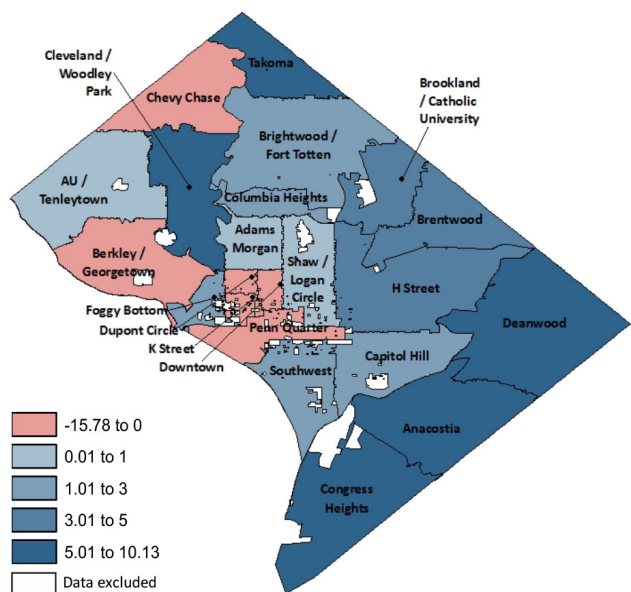 Cleveland /
Woodley
Park
Takoma
Chevy Chase
Brookland
/ Catholic
University
Brightwood /
Fort Totten
AU /
Tenleytown
Columbia Heights
Brentwood
Adams
Morgan
Berkley /
Georgetown
Shaw /
Logan
Circle
H Street
Foggy Bottom
Dupont Circle
K Street
Downtown
Penn Quarter
Deanwood
Capitol Hill
Southwest
Anacostia
Congress
Heights
-15.78 to 0
0.01 to 1
1.01 to 3
3.01 to 5
5.01 to 10.13
Data excluded